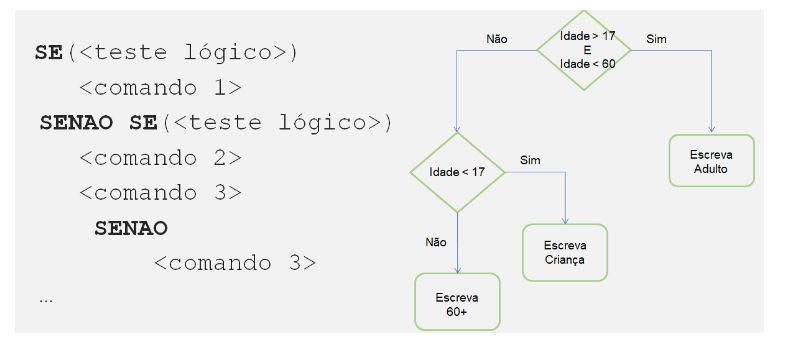 SE(<teste lógico>)
<comando 1>
SENAO SE(<teste lógico>)
<comando 2>
<comando 3>
SENAO
<comando 3>
...
Não
Idade > 17
E
Idade < 60
Sim
Escreva
Adulto
Idade < 17
Sim
Não
Escreva
Criança
Escreva
60+